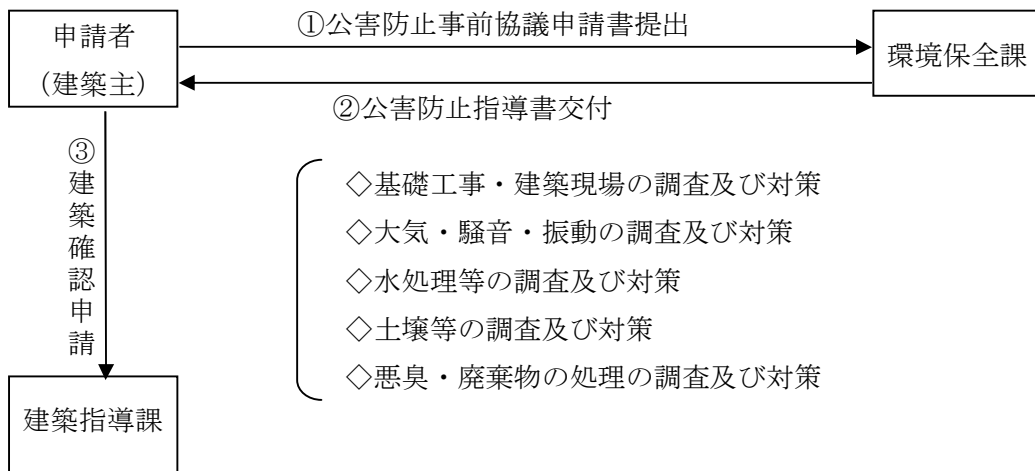 ①公害防止事前協議申請書提出
申請者
(建築主)
環境保全課
②公害防止指導書交付
③建築確認申請
◇基礎工事・建築現場の調査及び対策
◇大気・騒音・振動の調査及び対策
◇水処理等の調査及び対策
◇土壌等の調査及び対策
◇悪臭・廃棄物の処理の調査及び対策
建築指導課